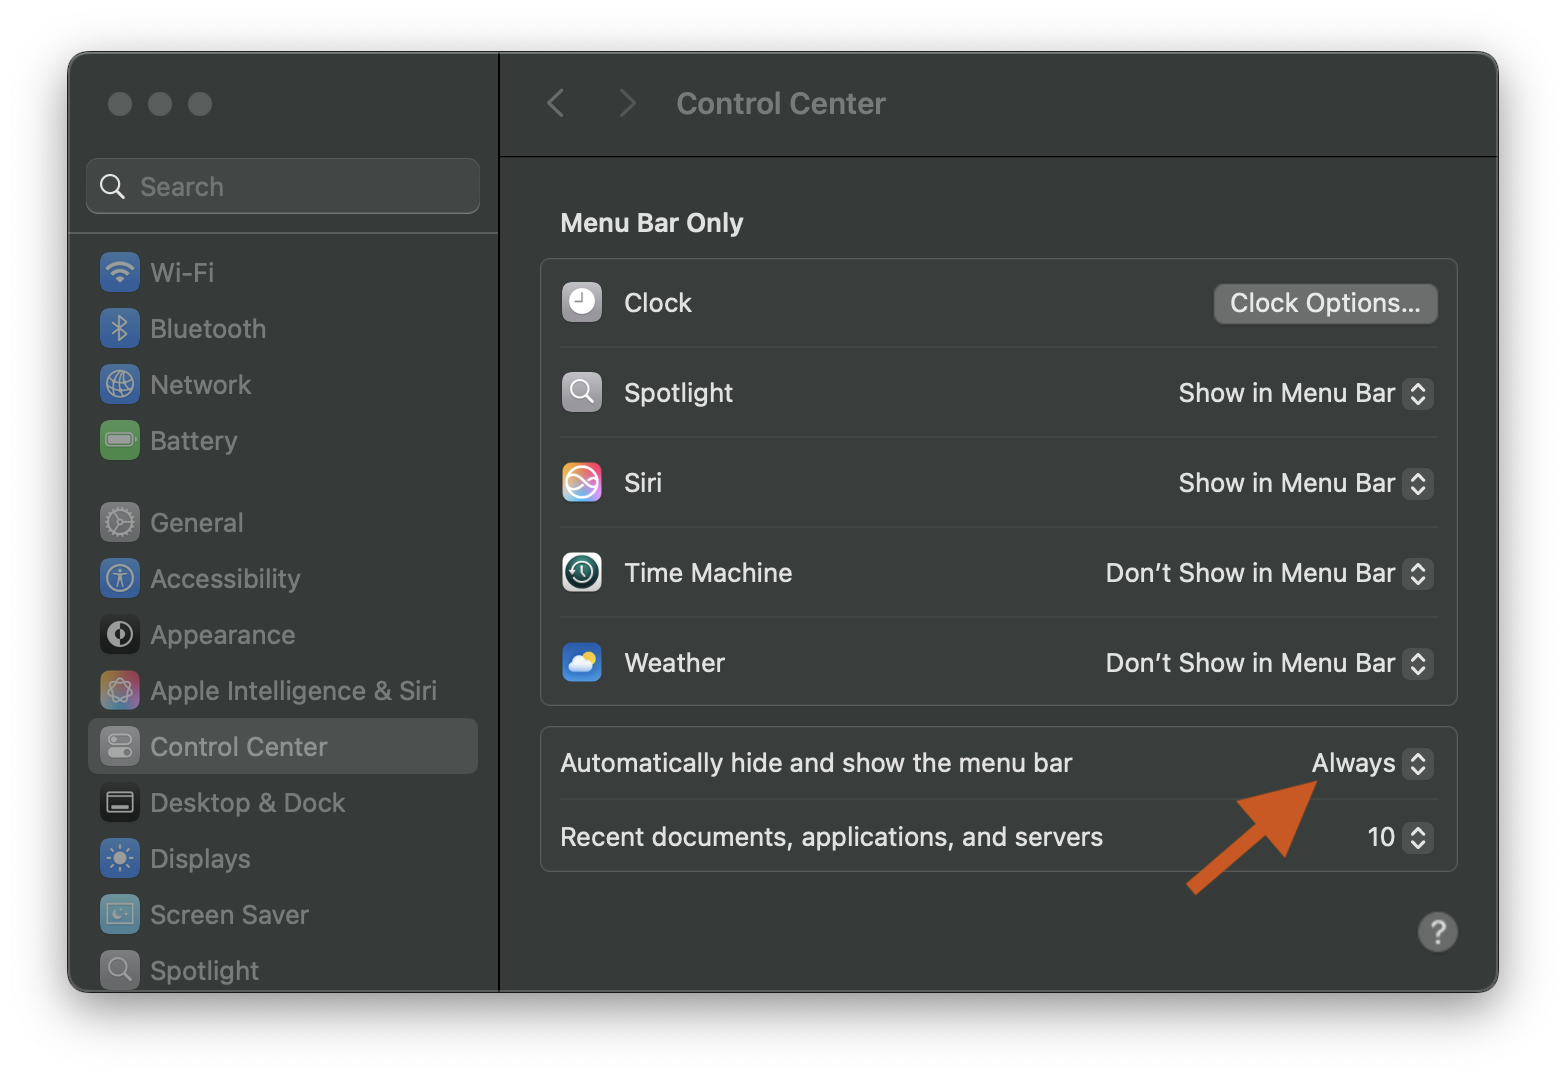 Control Center
Search
Wi-Fi
Bluetooth
Network
Battery
General
Accessibility
Appearance
Apple Intelligence & Siri
Control Center
Desktop & Dock
Displays
Screen Saver
Spotlight
Menu Bar Only
Clock Clock Options...
Spotlight Show in Menu Bar
Siri Show in Menu Bar
Time Machine Don’t Show in Menu Bar
Weather Don’t Show in Menu Bar
Automatically hide and show the menu bar Always
Recent documents, applications, and servers 10
?